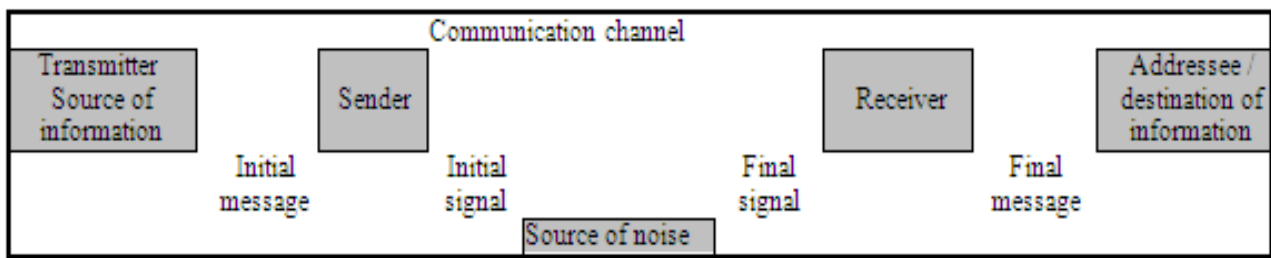 Communication channel
Transmitter
Source of
information
Sender
Receiver
Addressee /
destination of
information
Initial
message
Initial
signal
Final
signal
Final
message
Source of noise